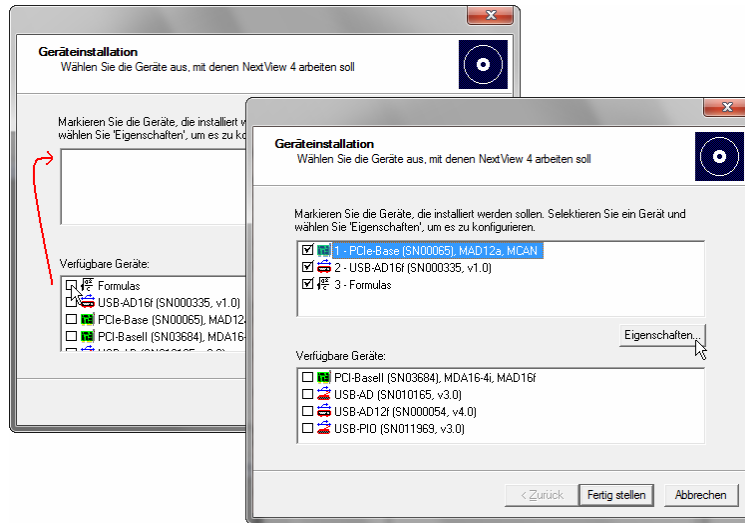 Geräteinstallation
Wählen Sie die Geräte aus, mit denen NextView 4 arbeiten soll
Markieren Sie die Geräte, die installiert
wählen Sie 'Eigenschaften', um es zu
Verfügbare Geräte:
Formulas
USB-AD16f (SN000335, v1.0)
PCIe-Base (SN00065), MAD12
PCI-BaseII (SN03684), MDA16-
Geräteinstallation
Wählen Sie die Geräte aus, mit denen NextView 4 arbeiten soll
Markieren Sie die Geräte, die installiert werden sollen. Selektieren Sie ein Gerät und
wählen Sie 'Eigenschaften', um es zu konfigurieren.
1 - PCIe-Base (SN00065), MAD12a, MCAN
2 - USB-AD16f (SN000335, v1.0)
3 - Formulas
Eigenschaften...
Verfügbare Geräte:
PCI-BaseII (SN03684), MDA16-4i, MAD16f
USB-AD (SN010165, v3.0)
USB-AD12f (SN000054, v4.0)
USB-PIO (SN011969, v3.0)
< Zurück
Fertig stellen
Abbrechen